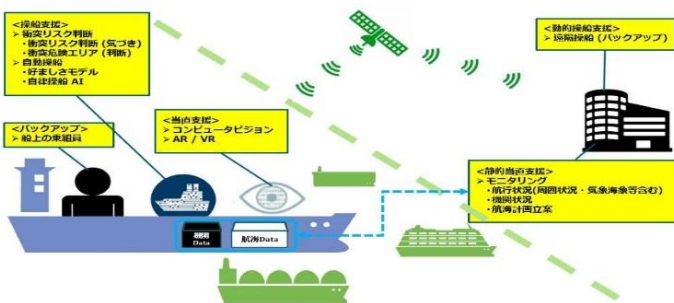 <操船支援>
➢ 衝突リスク判断
・衝突リスク判断 (気づき)
・衝突危険エリア (判断)
➢ 自動操船
・好ましさモデル
・自律操船 AI
<バックアップ>
➢ 船上の乗組員
<当直支援>
➢ コンピュータビジョン
➢ AR / VR
<動的操船支援>
➢ 遠隔操船 (バックアップ)
<静的当直支援>
➢ モニタリング
・航行状況(周囲状況・気象海象等含む)
・機関状況
・航海計画立案
Data
航海Data